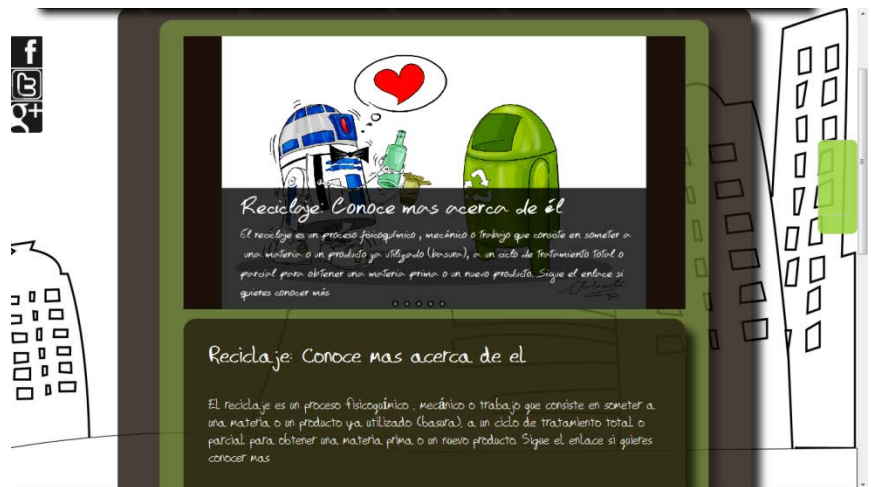 Reciclaje: Conoce mas acerca de él
El reciclaje es un proceso fisicoquímico , mecánico o trabajo que consiste en someter a
una materia o un producto ya utilizado (basura), a un ciclo de tratamiento total o
parcial para obtener una materia prima o un nuevo producto. Sigue el enlace si
quieres conocer más
Reciclaje: Conoce mas acerca de el
El reciclaje es un proceso fisicoquímico , mecánico o trabajo que consiste en someter a
una materia o un producto ya utilizado (basura), a un ciclo de tratamiento total o
parcial para obtener una materia prima o un nuevo producto. Sigue el enlace si quieres
conocer mas